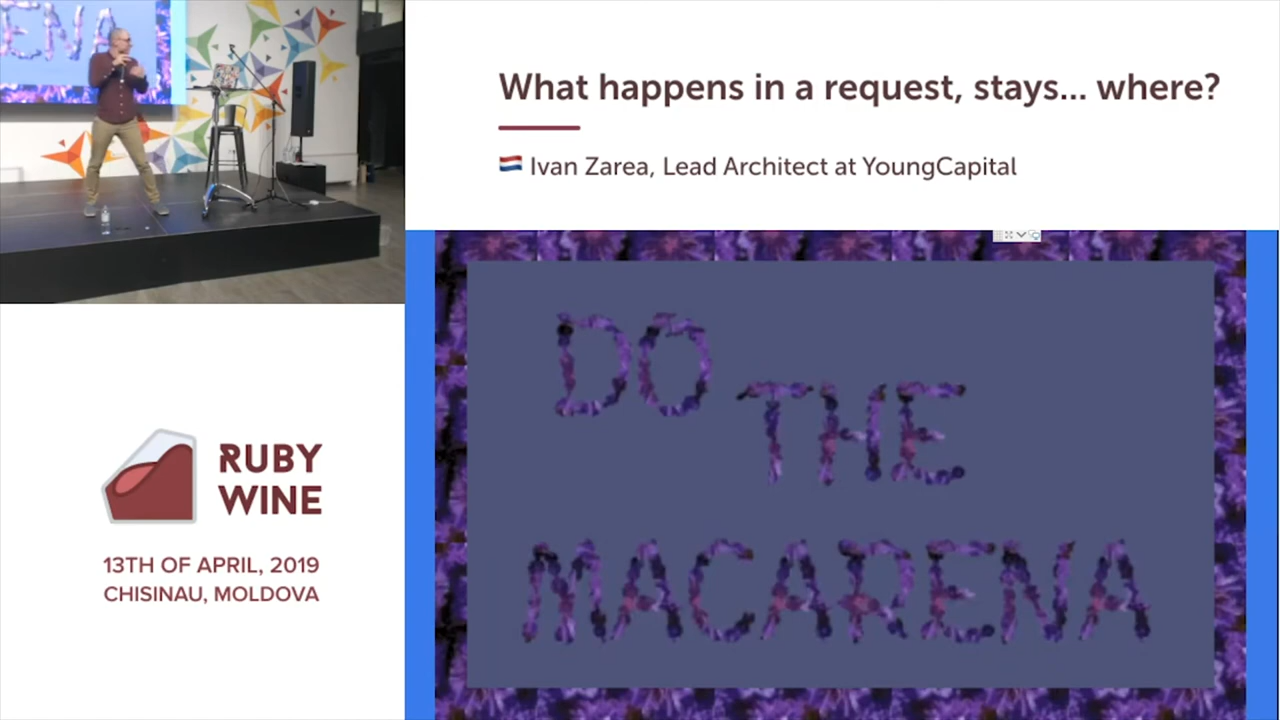 ENA
What happens in a request, stays... where?
Ivan Zarea, Lead Architect at YoungCapital
DO
THE
MACARENA
RUBY
WINE
13TH OF APRIL, 2019
CHISINAU, MOLDOVA